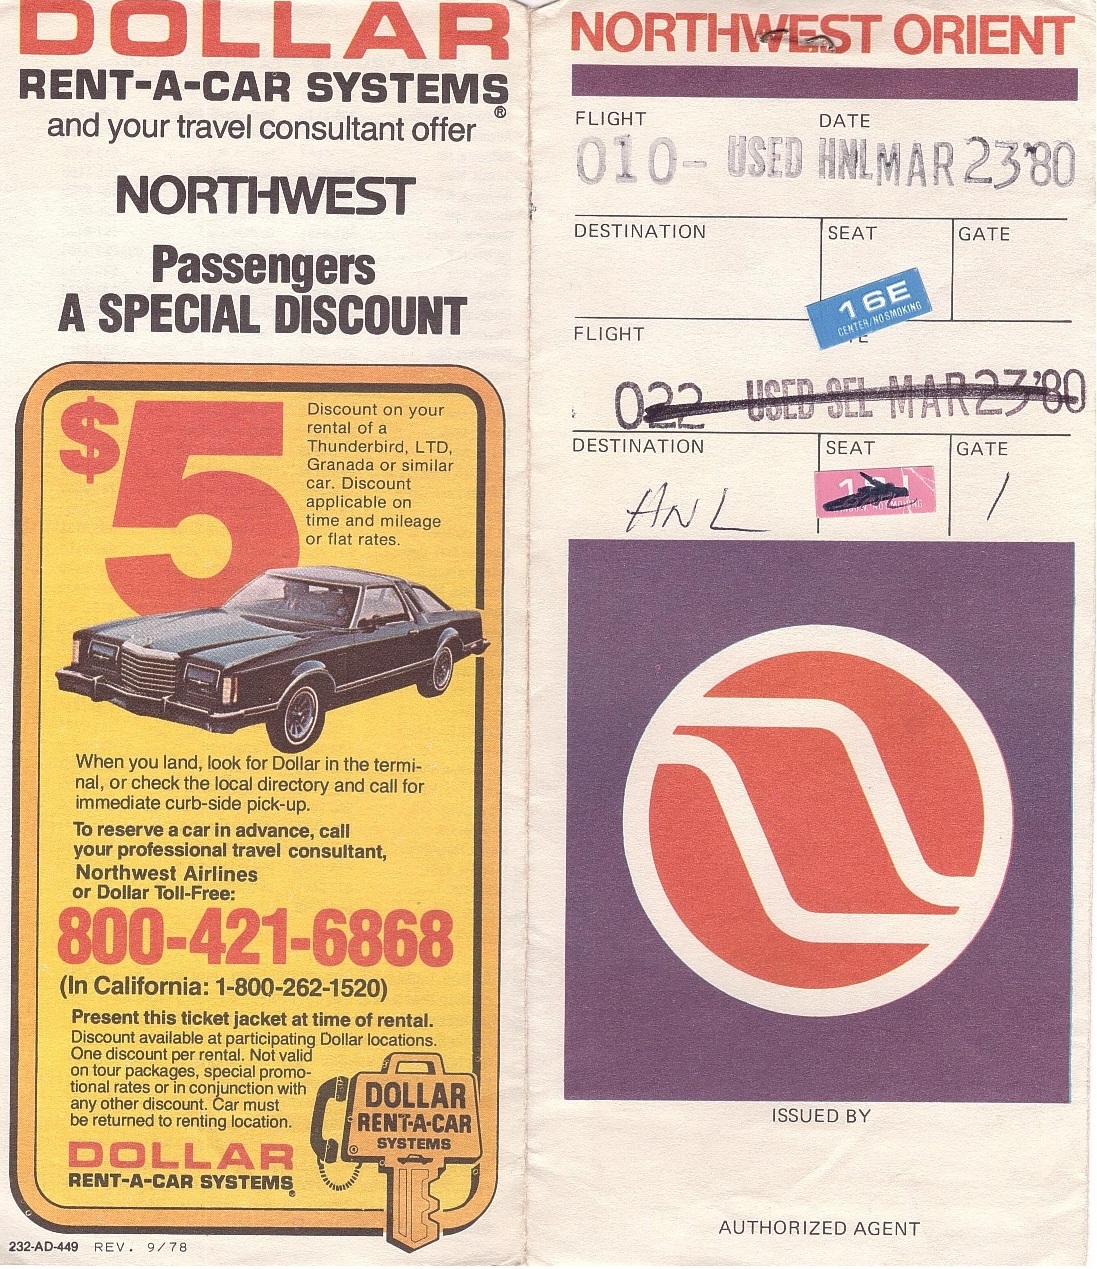 DOLLAR
RENT-A-CAR SYSTEMS®
and your travel consultant offer
NORTHWEST
Passengers
A SPECIAL DISCOUNT
$5
Discount on your
rental of a
Thunderbird, LTD,
Granada or similar
car. Discount
applicable on
time and mileage
or flat rates.
When you land, look for Dollar in the termi-
nal, or check the local directory and call for
immediate curb-side pick-up.
To reserve a car in advance, call
your professional travel consultant,
Northwest Airlines
or Dollar Toll-Free:
800-421-6868
(In California: 1-800-262-1520)
Present this ticket jacket at time of rental.
Discount available at participating Dollar locations.
One discount per rental. Not valid
on tour packages, special promo-
tional rates or in conjunction with
any other discount. Car must
be returned to renting location.
DOLLAR
RENT-A-CAR SYSTEMS®
DOLLAR
RENT-A-CAR
SYSTEMS
232-AD-449 REV. 9/78
NORTHWEST ORIENT
FLIGHT DATE
010- USED HNL MAR 23'80
DESTINATION SEAT GATE
16E
CENTER/NO SMOKING
FLIGHT
022 USED SEL MAR 23'80
DESTINATION SEAT GATE
HNL 1
ISSUED BY
AUTHORIZED AGENT